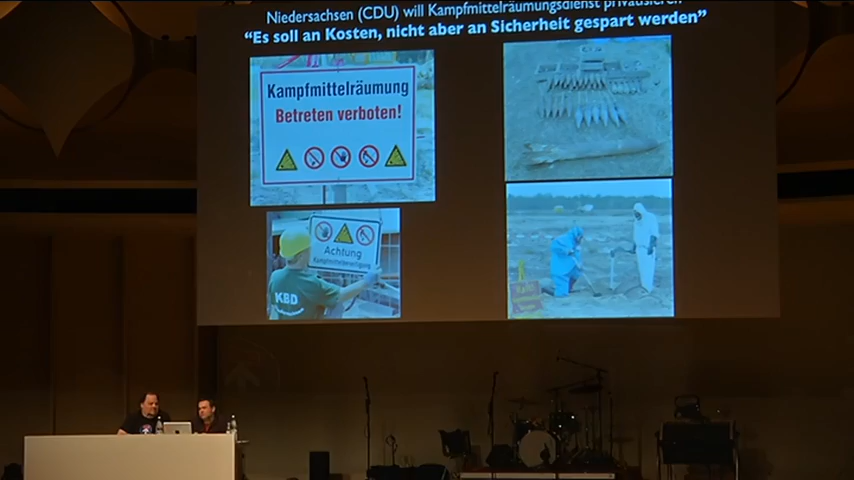 Niedersachsen (CDU) will Kampfmittelräumungsdienst privatisieren
“Es soll an Kosten, nicht aber an Sicherheit gespart werden”
Kampfmittelräumung
Betreten verboten!
Achtung
Kampfmittelbeseitigung
KBD